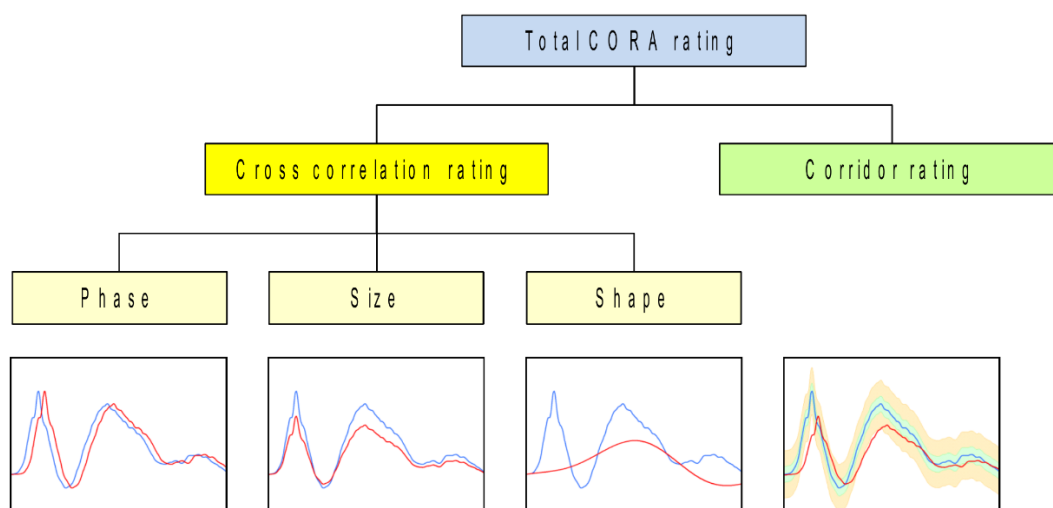 Total CORA rating
Cross correlation rating
Corridor rating
Phase
Size
Shape